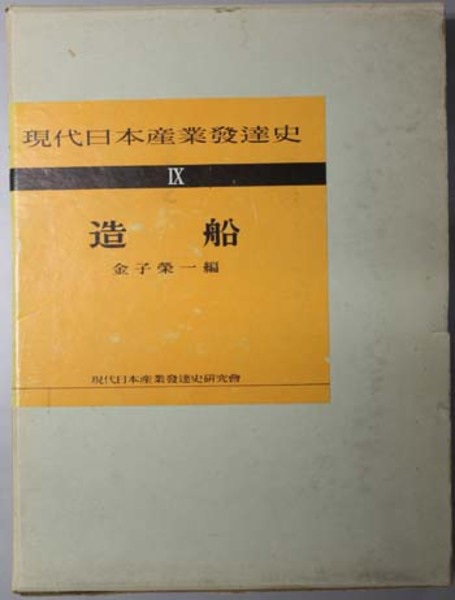 現代日本産業發達史
Ⅸ
造船
金子榮一編
現代日本産業發達史研究會